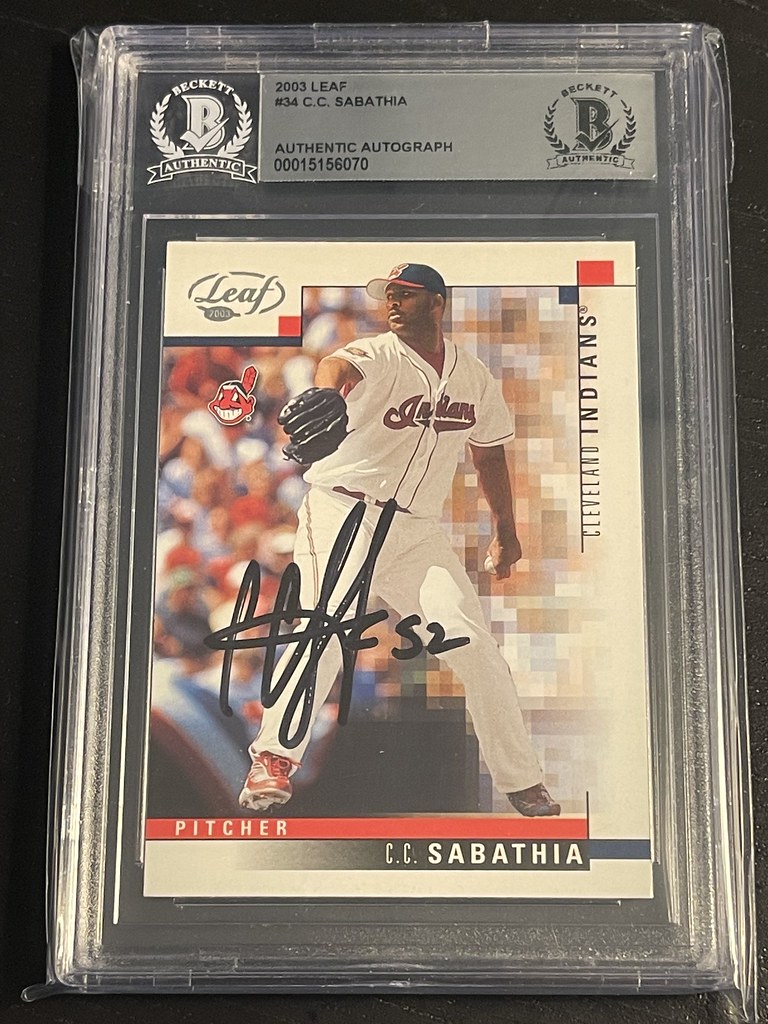 BECKETT
B
AUTHENTIC
2003 LEAF
#34 C.C. SABATHIA
AUTHENTIC AUTOGRAPH
00015156070
BECKETT
B
AUTHENTIC
Leaf
2003
CLEVELAND INDIANS®
Indians
52
PITCHER
C.C. SABATHIA